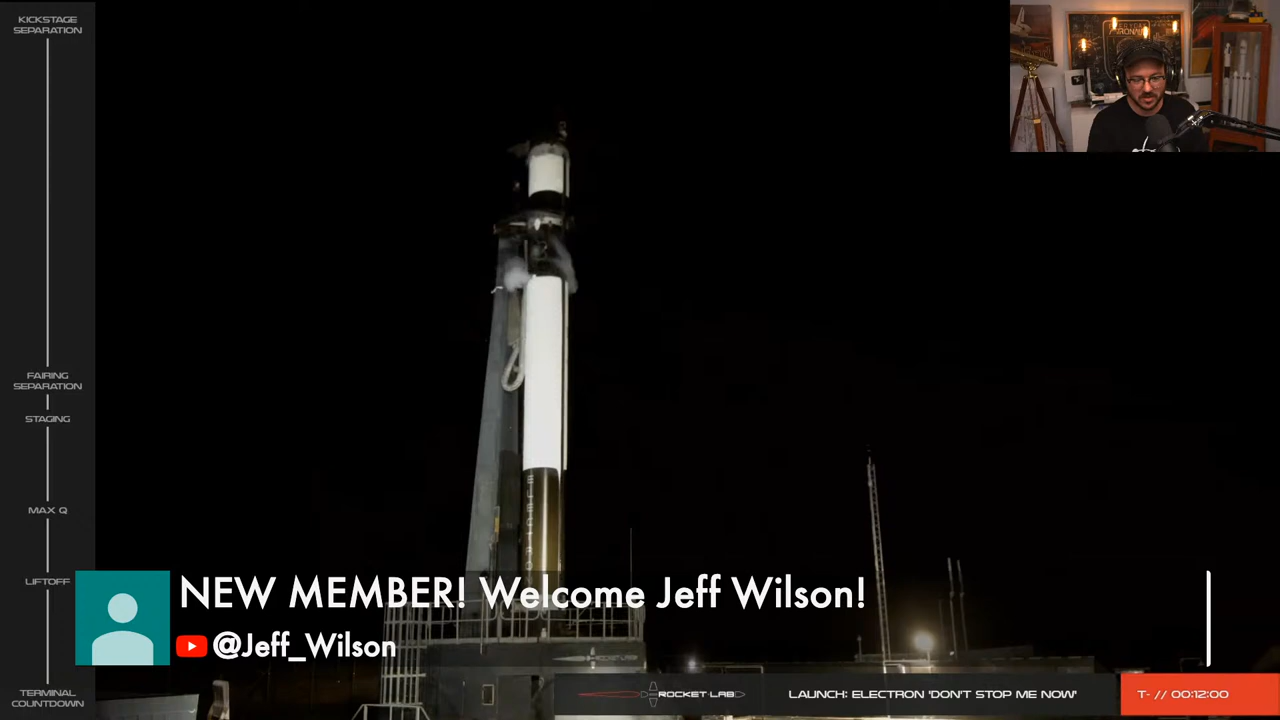 KICKSTAGE
SEPARATION
FAIRING
SEPARATION
STAGING
MAX Q
LIFTOFF
TERMINAL
COUNTDOWN
NEW MEMBER! Welcome Jeff Wilson!
@Jeff_Wilson
ROCKET LAB
LAUNCH: ELECTRON 'DON'T STOP ME NOW'
T- // 00:12:00